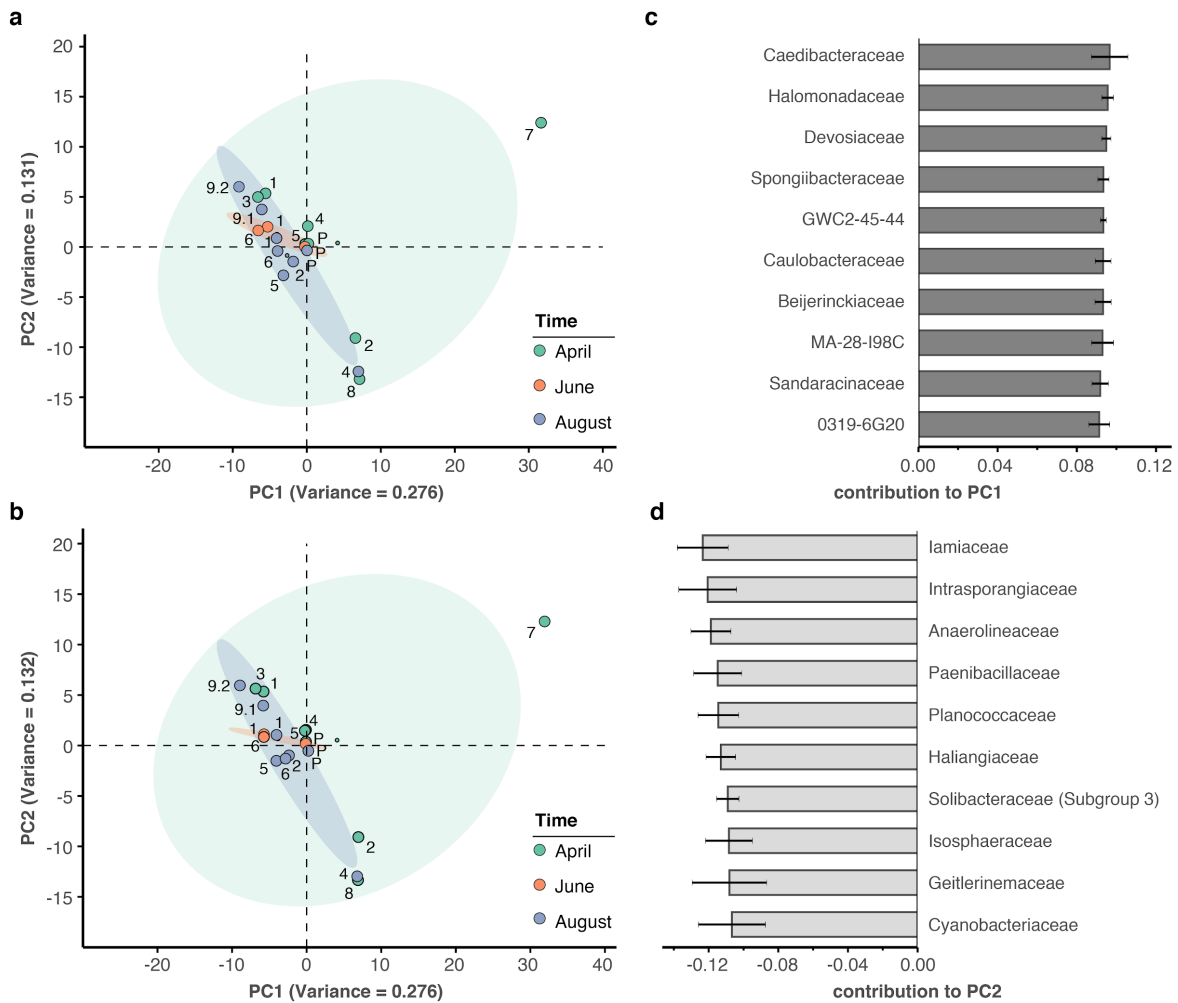 a
20
15
10
5
0
-5
-10
-15
PC2 (Variance = 0.131)
7
9.2
1
3
9.1
1
4
5
P
6
1
P
6
P
5
2
2
4
8
Time
April
June
August
-20
-10
0
10
20
30
40
PC1 (Variance = 0.276)
c
Caedibacteraceae
Halomonadaceae
Devosiaceae
Spongiibacteraceae
GWC2-45-44
Caulobacteraceae
Beijerinckiaceae
MA-28-I98C
Sandaracinaceae
0319-6G20
0.00
0.04
0.08
0.12
contribution to PC1
b
20
15
10
5
0
-5
-10
-15
PC2 (Variance = 0.132)
7
3
9.2
1
9.1
4
1
1
5
P
6
P
5
6
2
P
2
4
8
Time
April
June
August
-20
-10
0
10
20
30
40
PC1 (Variance = 0.276)
d
Iamiaceae
Intrasporangiaceae
Anaerolineaceae
Paenibacillaceae
Planococcaceae
Haliangiaceae
Solibacteraceae (Subgroup 3)
Isosphaeraceae
Geitlerinemaceae
Cyanobacteriaceae
-0.12
-0.08
-0.04
0.00
contribution to PC2